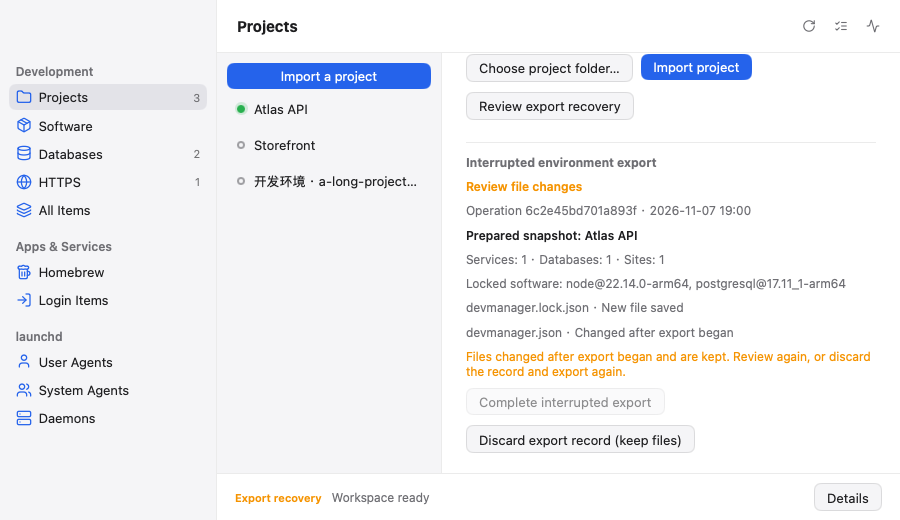 Projects
Development
Projects 3
Software
Databases 2
HTTPS 1
All Items
Apps & Services
Homebrew
Login Items
launchd
User Agents
System Agents
Daemons
Import a project
Atlas API
Storefront
开发环境 · a-long-project...
Choose project folder...
Import project
Review export recovery
Interrupted environment export
Review file changes
Operation 6c2e45bd701a893f · 2026-11-07 19:00
Prepared snapshot: Atlas API
Services: 1 · Databases: 1 · Sites: 1
Locked software: node@22.14.0-arm64, postgresql@17.11_1-arm64
devmanager.lock.json · New file saved
devmanager.json · Changed after export began
Files changed after export began and are kept. Review again, or discard
the record and export again.
Complete interrupted export
Discard export record (keep files)
Export recovery Workspace ready
Details